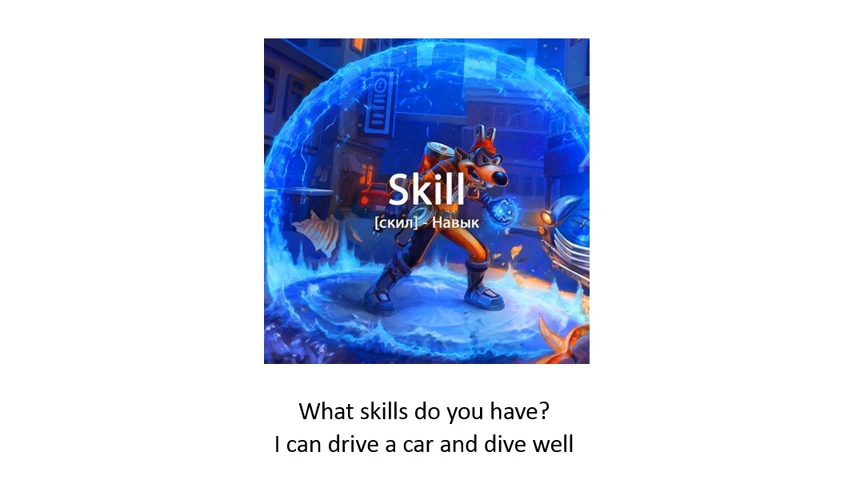 Skill
[скил] - Навык
What skills do you have?
I can drive a car and dive well